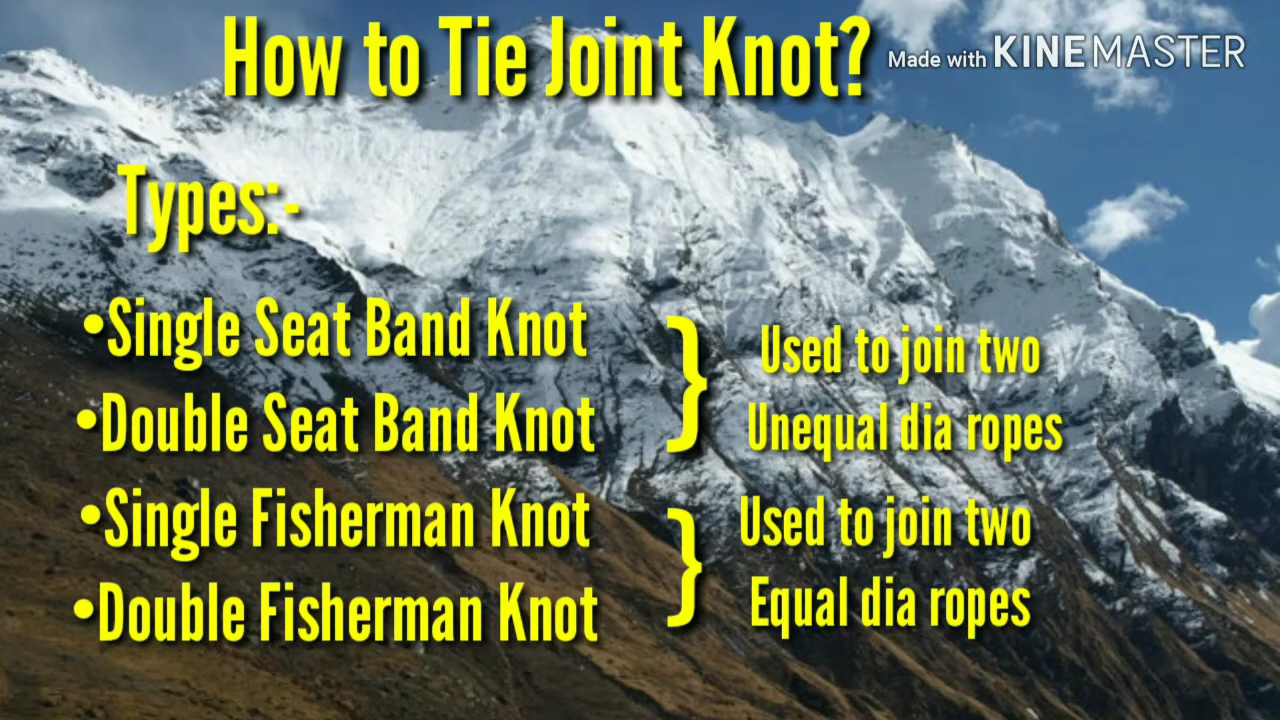 How to Tie Joint Knot?
Made with KINEMASTER
Types:-
•Single Seat Band Knot
•Double Seat Band Knot
} Used to join two
Unequal dia ropes
•Single Fisherman Knot
•Double Fisherman Knot
} Used to join two
Equal dia ropes